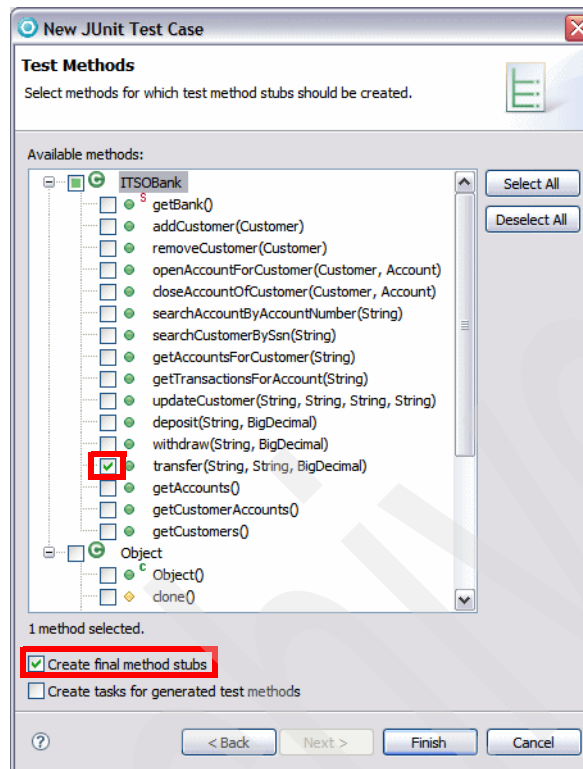 New JUnit Test Case
Test Methods
Select methods for which test method stubs should be created.
Available methods:
ITSOBank
S getBank()
addCustomer(Customer)
removeCustomer(Customer)
openAccountForCustomer(Customer, Account)
closeAccountOfCustomer(Customer, Account)
searchAccountByAccountNumber(String)
searchCustomerBySsn(String)
getAccountsForCustomer(String)
getTransactionsForAccount(String)
updateCustomer(String, String, String, String)
deposit(String, BigDecimal)
withdraw(String, BigDecimal)
transfer(String, String, BigDecimal)
getAccounts()
getCustomerAccounts()
getCustomers()
Object
C Object()
clone()
Select All
Deselect All
1 method selected.
Create final method stubs
Create tasks for generated test methods
< Back Next > Finish Cancel